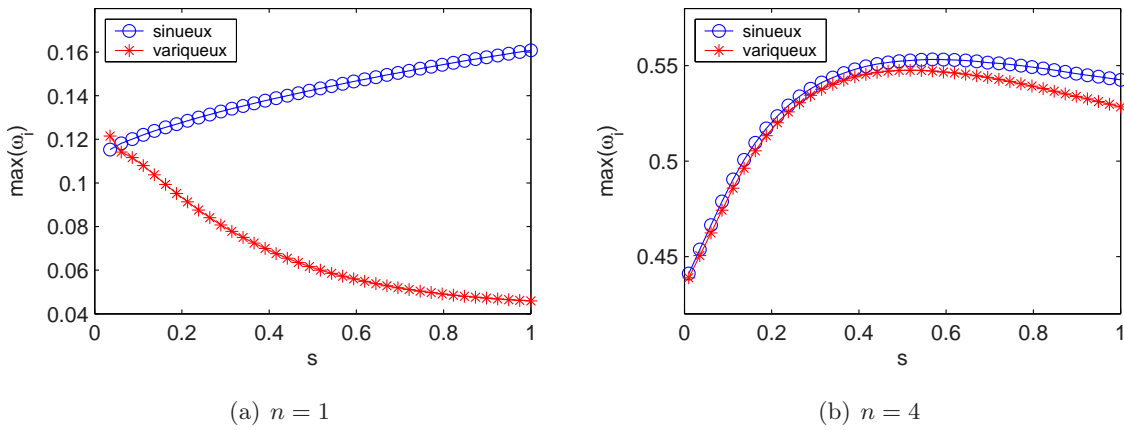 sinueux
variqueux
0.16
0.14
0.12
0.1
0.08
0.06
0.04
max(ω_i)
0 0.2 0.4 0.6 0.8 1
s
(a) n = 1
sinueux
variqueux
0.55
0.5
0.45
max(ω_i)
0 0.2 0.4 0.6 0.8 1
s
(b) n = 4